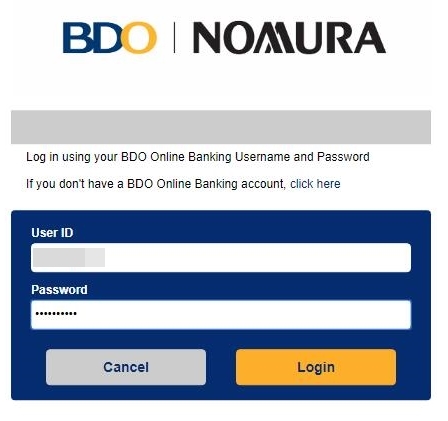 BDO | NOMURA
Log in using your BDO Online Banking Username and Password
If you don't have a BDO Online Banking account, click here
User ID
Password
••••••••••
Cancel Login